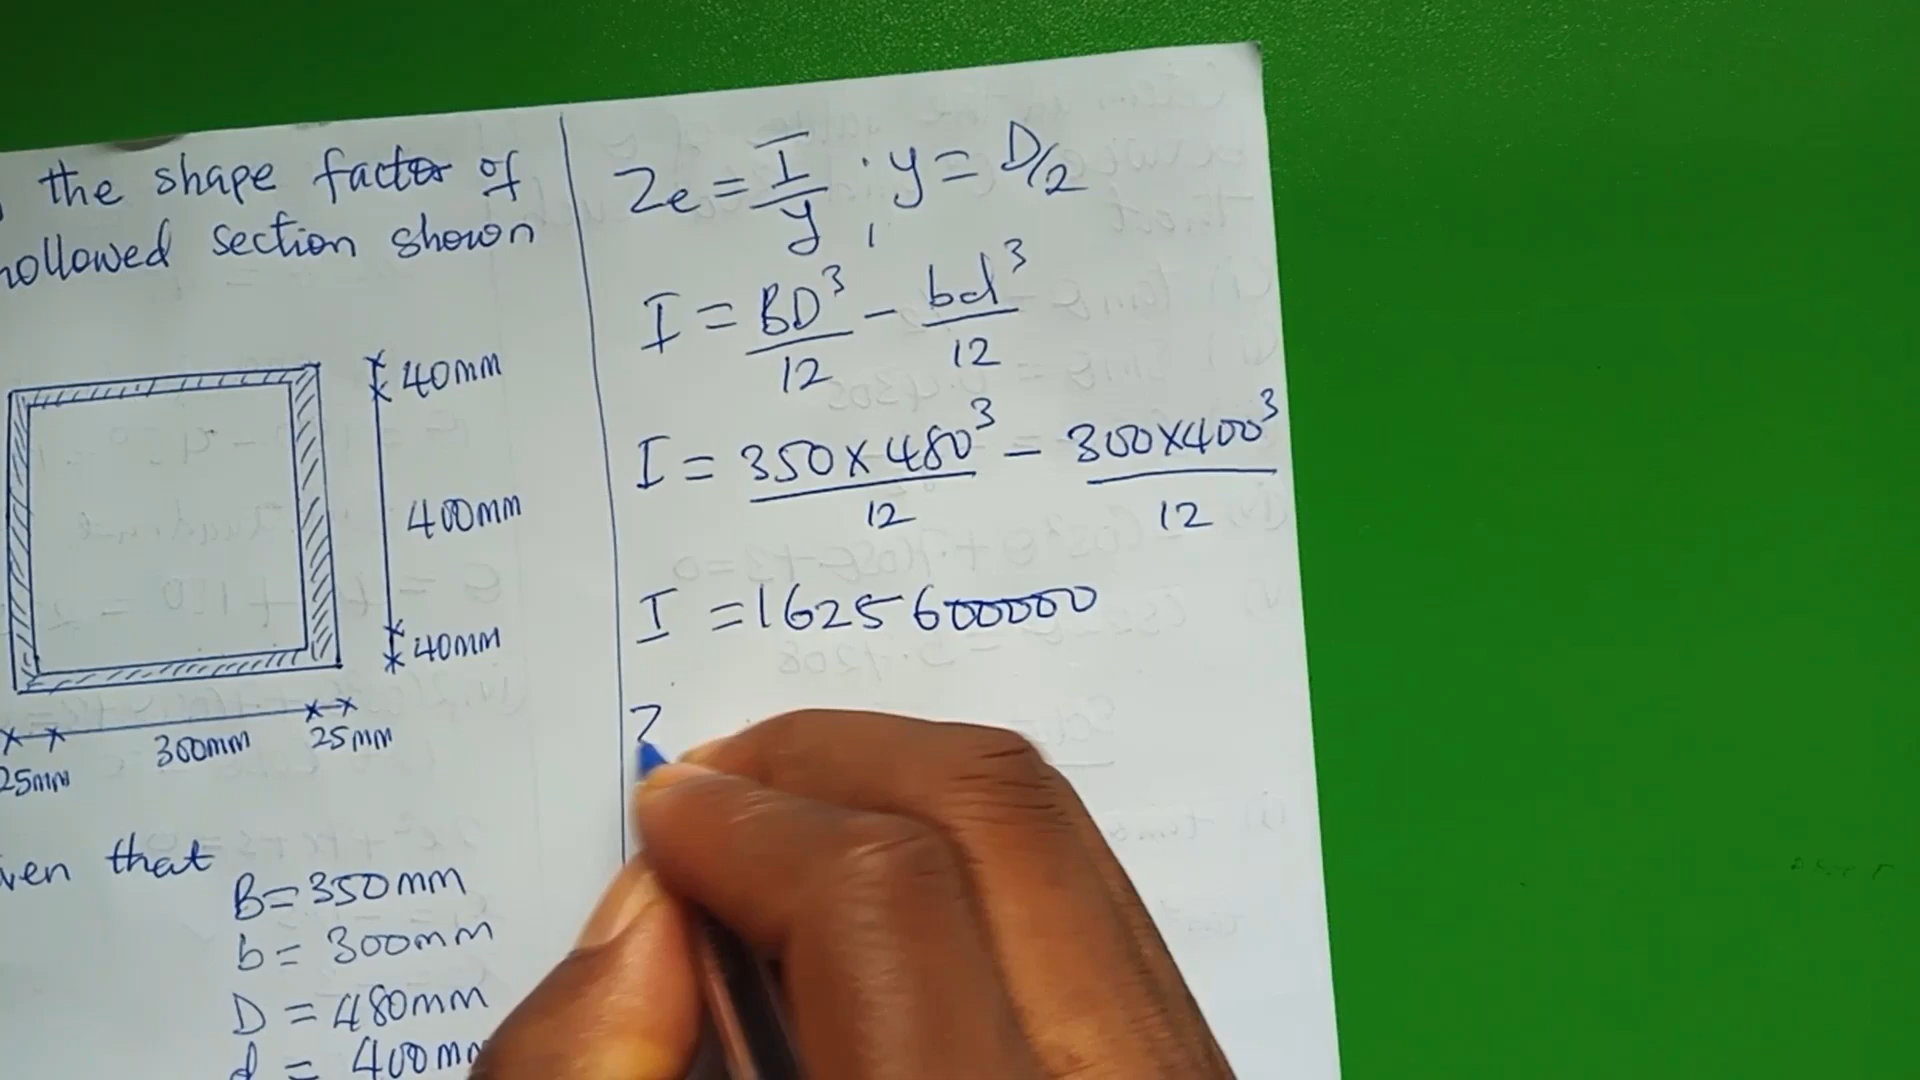 the shape factor of
hollowed section shown
40mm
400mm
40mm
25mm
300mm
25mm
that
B=350mm
b= 300mm
D = 480mm
d = 400mm
Ze = I/y ; y = D/2
I = BD³/12 - bd³/12
I = 350×480³/12 - 300×400³/12
I = 1625600000
Z